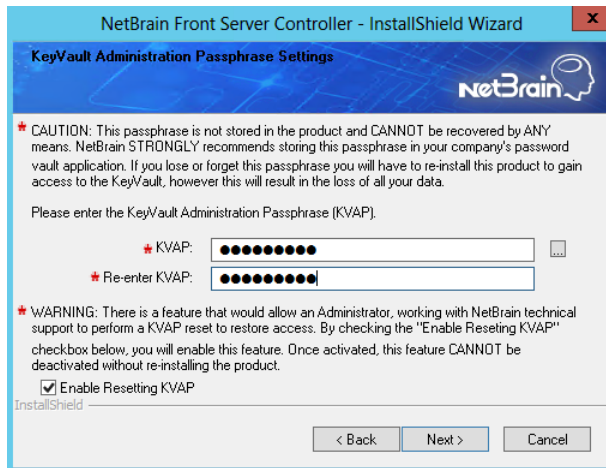 NetBrain Front Server Controller - InstallShield Wizard
x
KeyVault Administration Passphrase Settings
NetBrain
* CAUTION: This passphrase is not stored in the product and CANNOT be recovered by ANY
means. NetBrain STRONGLY recommends storing this passphrase in your company's password
vault application. If you lose or forget this passphrase you will have to re-install this product to gain
access to the KeyVault, however this will result in the loss of all your data.
Please enter the KeyVault Administration Passphrase (KVAP).
* KVAP: ●●●●●●●●● ...
* Re-enter KVAP: ●●●●●●●●●
* WARNING: There is a feature that would allow an Administrator, working with NetBrain technical
support to perform a KVAP reset to restore access. By checking the "Enable Reseting KVAP"
checkbox below, you will enable this feature. Once activated, this feature CANNOT be
deactivated without re-installing the product.
Enable Resetting KVAP
InstallShield
< Back Next > Cancel